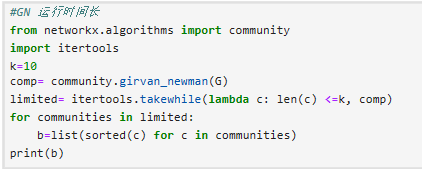 #GN 运行时间长
from networkx.algorithms import community
import itertools
k=10
comp= community.girvan_newman(G)
limited= itertools.takewhile(lambda c: len(c) <=k, comp)
for communities in limited:
    b=list(sorted(c) for c in communities)
print(b)